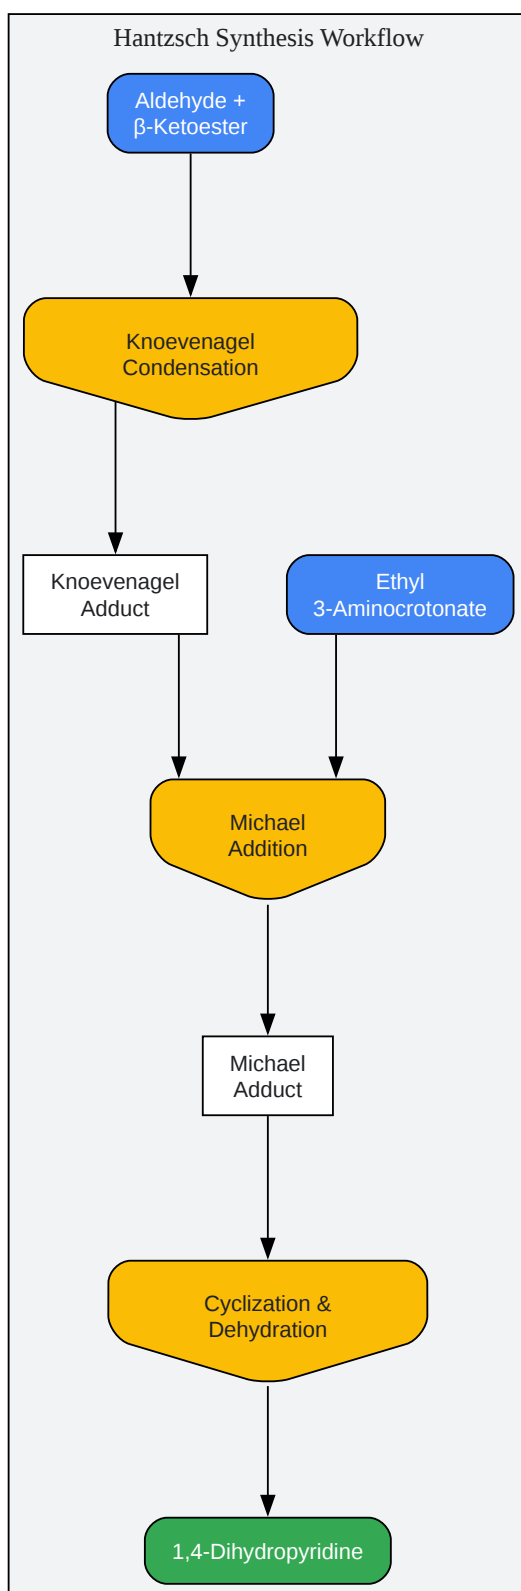 Hantzsch Synthesis Workflow
Aldehyde +
β-Ketoester
Knoevenagel
Condensation
Knoevenagel
Adduct
Ethyl
3-Aminocrotonate
Michael
Addition
Michael
Adduct
Cyclization &
Dehydration
1,4-Dihydropyridine